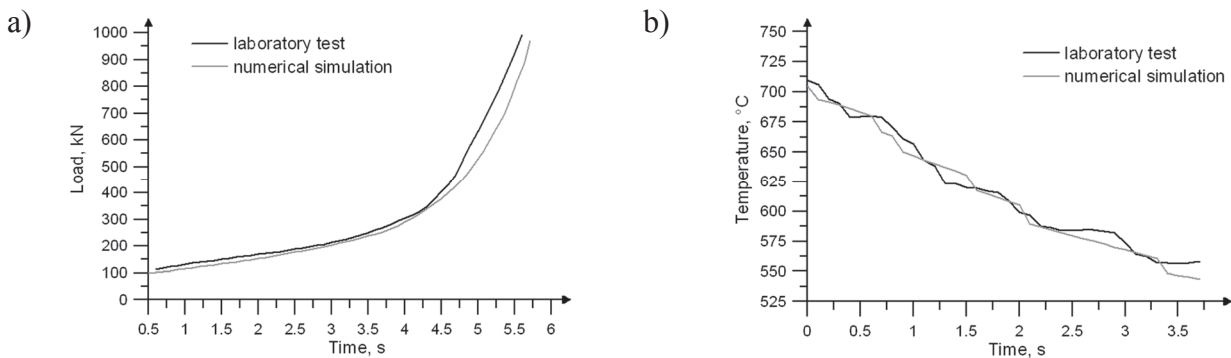 a)
1000
900
800
700
600
500
400
300
200
100
0
Load, kN
laboratory test
numerical simulation
0.5 1 1.5 2 2.5 3 3.5 4 4.5 5 5.5 6
Time, s
b)
750
725
700
675
650
625
600
575
550
525
Temperature, °C
laboratory test
numerical simulation
0 0.5 1 1.5 2 2.5 3 3.5
Time, s